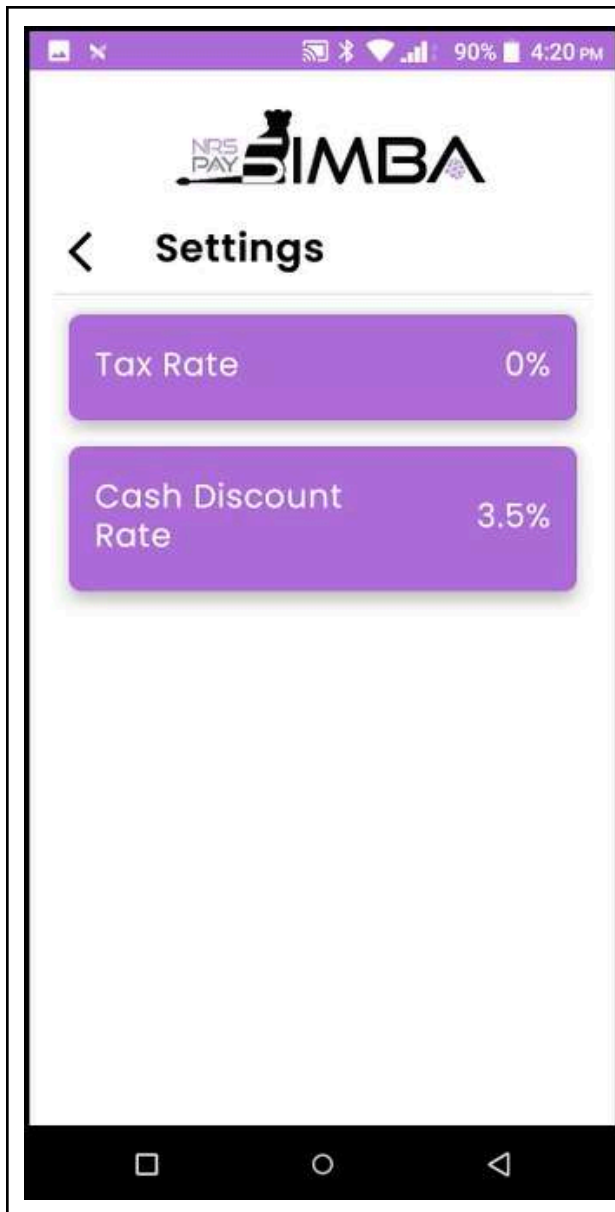 90% 4:20 PM
NRS
PAY
SIMBA
Settings
Tax Rate 0%
Cash Discount
Rate
3.5%